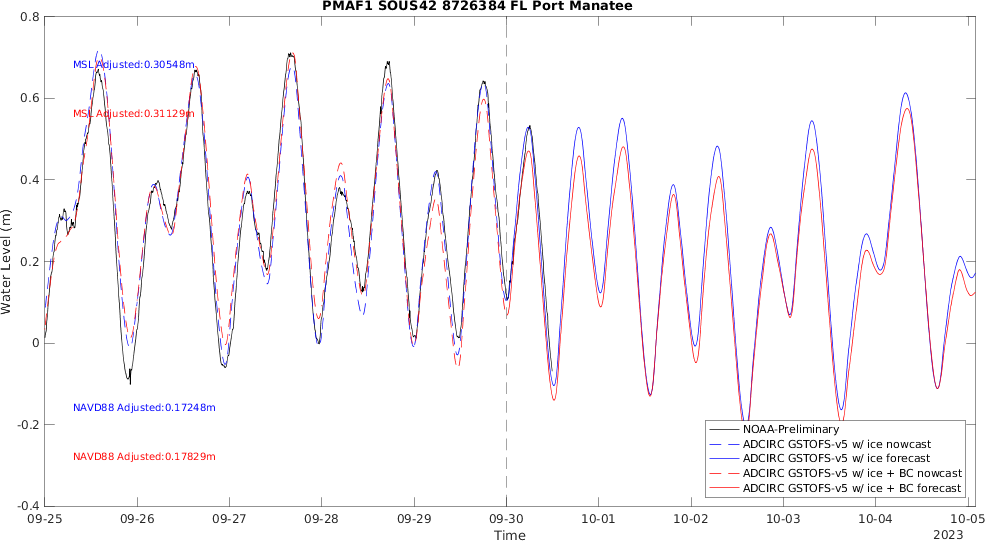 PMAF1 SOUS42 8726384 FL Port Manatee
0.8
0.6
0.4
0.2
0
-0.2
-0.4
Water Level (m)
MSL Adjusted:0.30548m
MSL Adjusted:0.31129m
NAVD88 Adjusted:0.17248m
NAVD88 Adjusted:0.17829m
NOAA-Preliminary
ADCIRC GSTOFS-v5 w/ ice nowcast
ADCIRC GSTOFS-v5 w/ ice forecast
ADCIRC GSTOFS-v5 w/ ice + BC nowcast
ADCIRC GSTOFS-v5 w/ ice + BC forecast
09-25 09-26 09-27 09-28 09-29 09-30 10-01 10-02 10-03 10-04 10-05
Time
2023